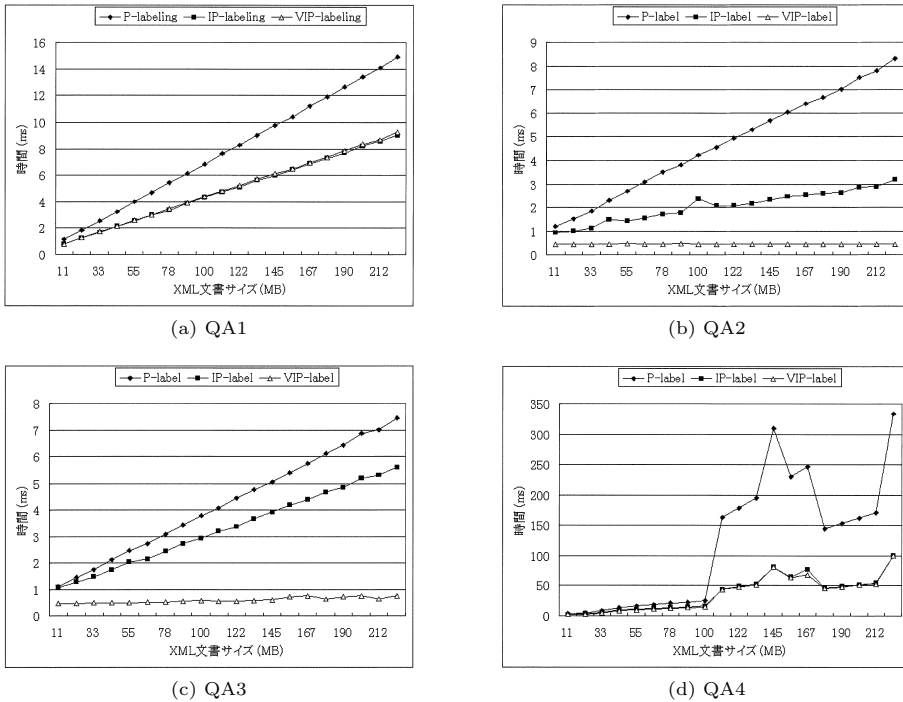 P-labeling IP-labeling VIP-labeling
16
14
12
10
8
6
4
2
0
時間(ms)
11 33 55 78 100 122 145 167 190 212
XML文書サイズ(MB)
(a) QA1
P-label IP-label VIP-label
9
8
7
6
5
4
3
2
1
0
時間(ms)
11 33 55 78 100 122 145 167 190 212
XML文書サイズ(MB)
(b) QA2
P-label IP-label VIP-label
8
7
6
5
4
3
2
1
0
時間(ms)
11 33 55 78 100 122 145 167 190 212
XML文書サイズ(MB)
(c) QA3
P-label IP-label VIP-label
350
300
250
200
150
100
50
0
時間(ms)
11 33 55 78 100 122 145 167 190 212
XML文書サイズ(MB)
(d) QA4